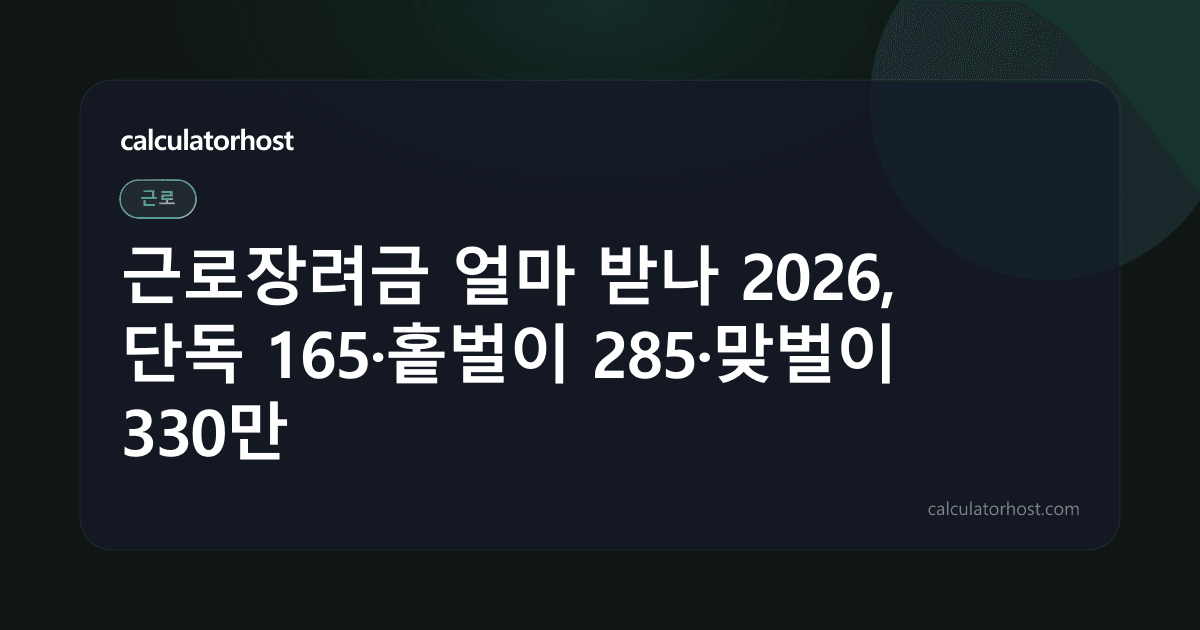 calculatorhost
근로
근로장려금 얼마 받나 2026,
단독 165·홑벌이 285·맞벌이
330만
calculatorhost.com